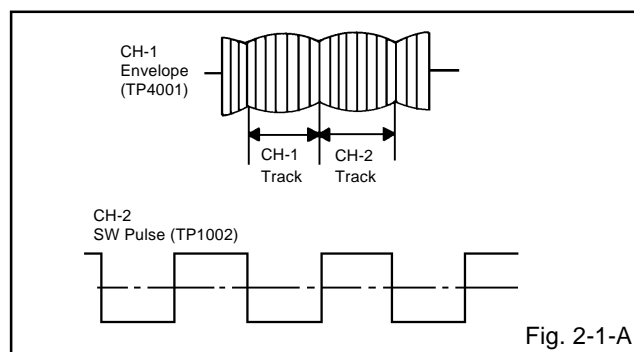 CH-1
Envelope
(TP4001)
CH-1
Track
CH-2
Track
CH-2
SW Pulse (TP1002)
Fig. 2-1-A